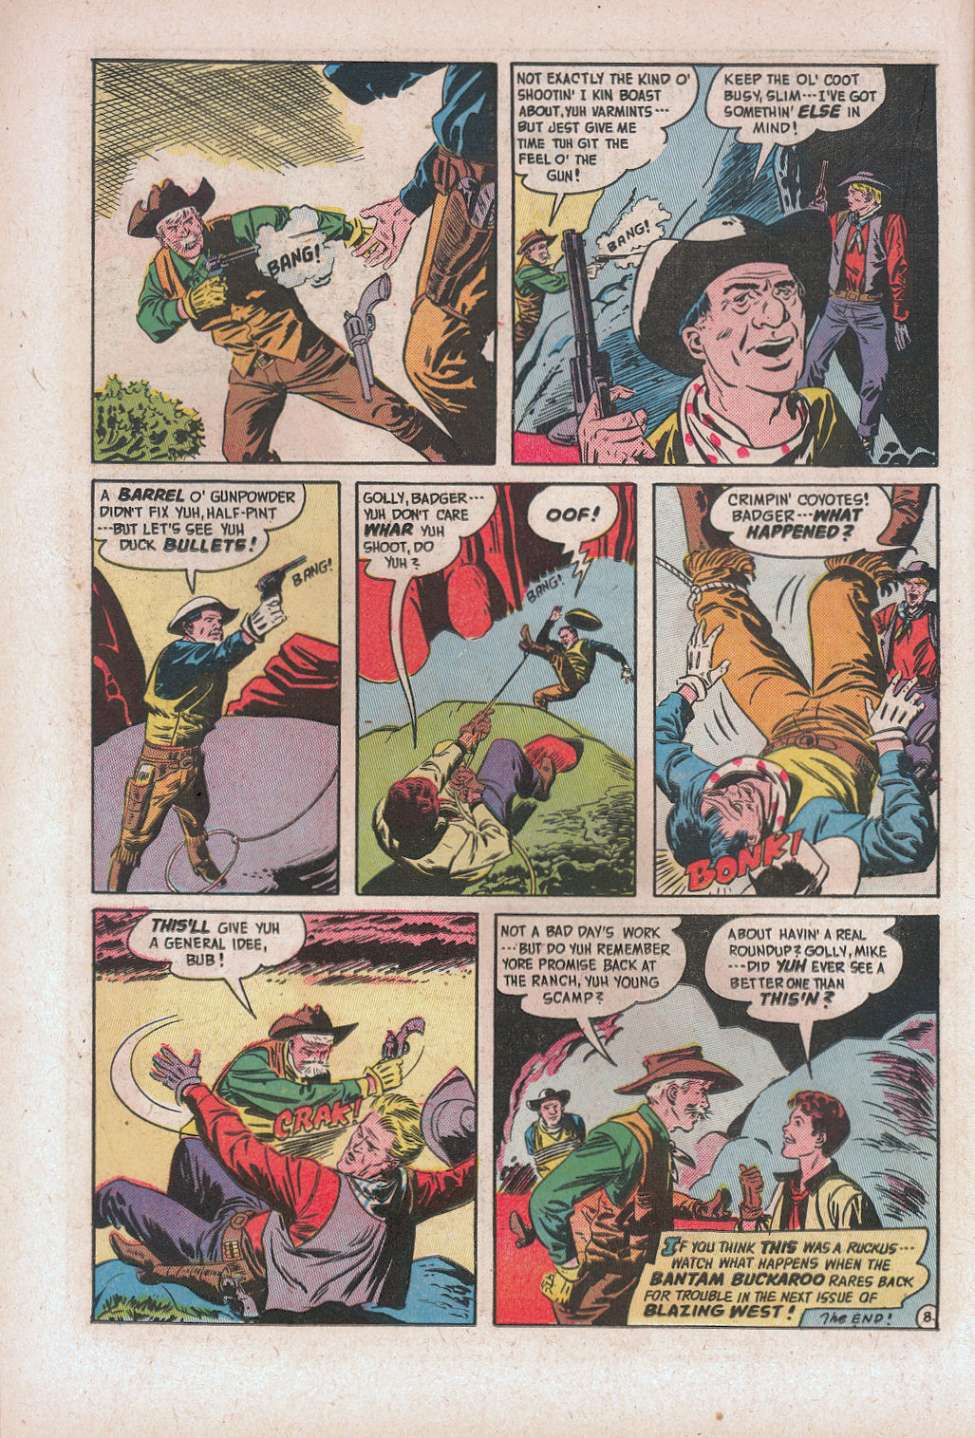 BANG!
NOT EXACTLY THE KIND O'
SHOOTIN' I KIN BOAST
ABOUT, YUH VARMINTS---
BUT JEST GIVE ME
TIME TUH GIT THE
FEEL O' THE
GUN!
KEEP THE OL' COOT
BUSY, SLIM---I'VE GOT
SOMETHIN' ELSE IN
MIND!
BANG!
A BARREL O' GUNPOWDER
DIDN'T FIX YUH, HALF-PINT
---BUT LET'S SEE YUH
DUCK BULLETS!
BANG!
GOLLY, BADGER---
YUH DON'T CARE
WHAR YUH
SHOOT, DO
YUH?
OOF!
BANG!
CRIMPIN' COYOTES!
BADGER---WHAT
HAPPENED?
BONK!
THIS'LL GIVE YUH
A GENERAL IDEE,
BUB!
CRAK!
NOT A BAD DAY'S WORK
---BUT DO YUH REMEMBER
YORE PROMISE BACK AT
THE RANCH, YUH YOUNG
SCAMP?
ABOUT HAVIN' A REAL
ROUNDUP? GOLLY, MIKE
---DID YUH EVER SEE A
BETTER ONE THAN
THIS'N?
IF YOU THINK THIS WAS A RUCKUS---
WATCH WHAT HAPPENS WHEN THE
BANTAM BUCKAROO RARES BACK
FOR TROUBLE IN THE NEXT ISSUE OF
BLAZING WEST!
THE END!
8